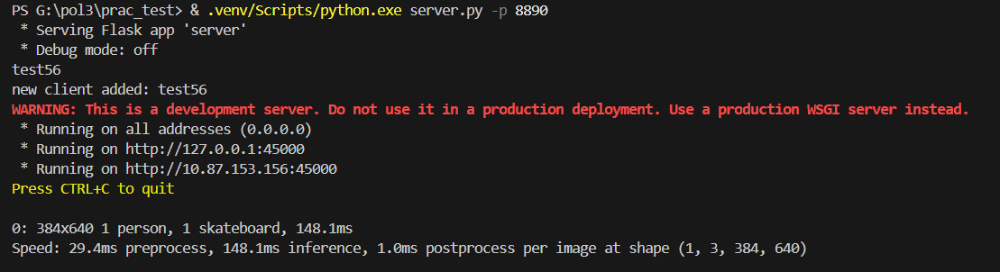 PS G:\pol3\prac_test> & .venv/Scripts/python.exe server.py -p 8890
 * Serving Flask app 'server'
 * Debug mode: off
test56
new client added: test56
WARNING: This is a development server. Do not use it in a production deployment. Use a production WSGI server instead.
 * Running on all addresses (0.0.0.0)
 * Running on http://127.0.0.1:45000
 * Running on http://10.87.153.156:45000
Press CTRL+C to quit

0: 384x640 1 person, 1 skateboard, 148.1ms
Speed: 29.4ms preprocess, 148.1ms inference, 1.0ms postprocess per image at shape (1, 3, 384, 640)